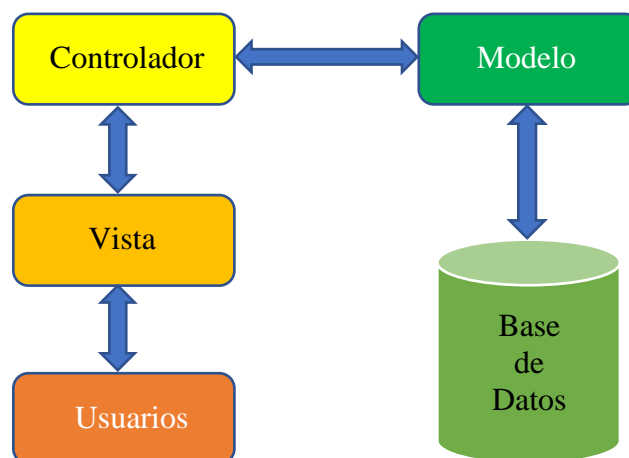 Controlador
Modelo
Vista
Base
de
Datos
Usuarios